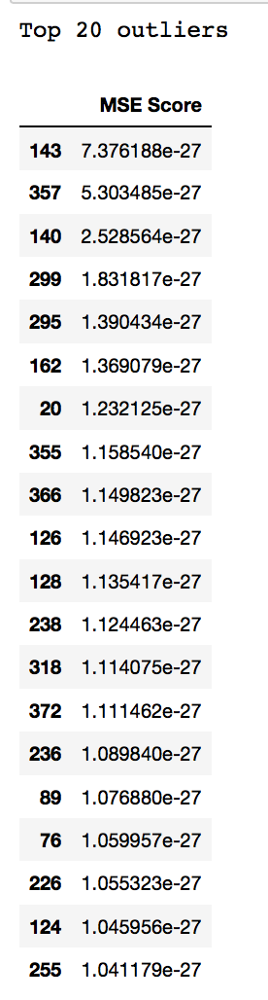 Top 20 outliers
MSE Score
143 7.376188e-27
357 5.303485e-27
140 2.528564e-27
299 1.831817e-27
295 1.390434e-27
162 1.369079e-27
20 1.232125e-27
355 1.158540e-27
366 1.149823e-27
126 1.146923e-27
128 1.135417e-27
238 1.124463e-27
318 1.114075e-27
372 1.111462e-27
236 1.089840e-27
89 1.076880e-27
76 1.059957e-27
226 1.055323e-27
124 1.045956e-27
255 1.041179e-27